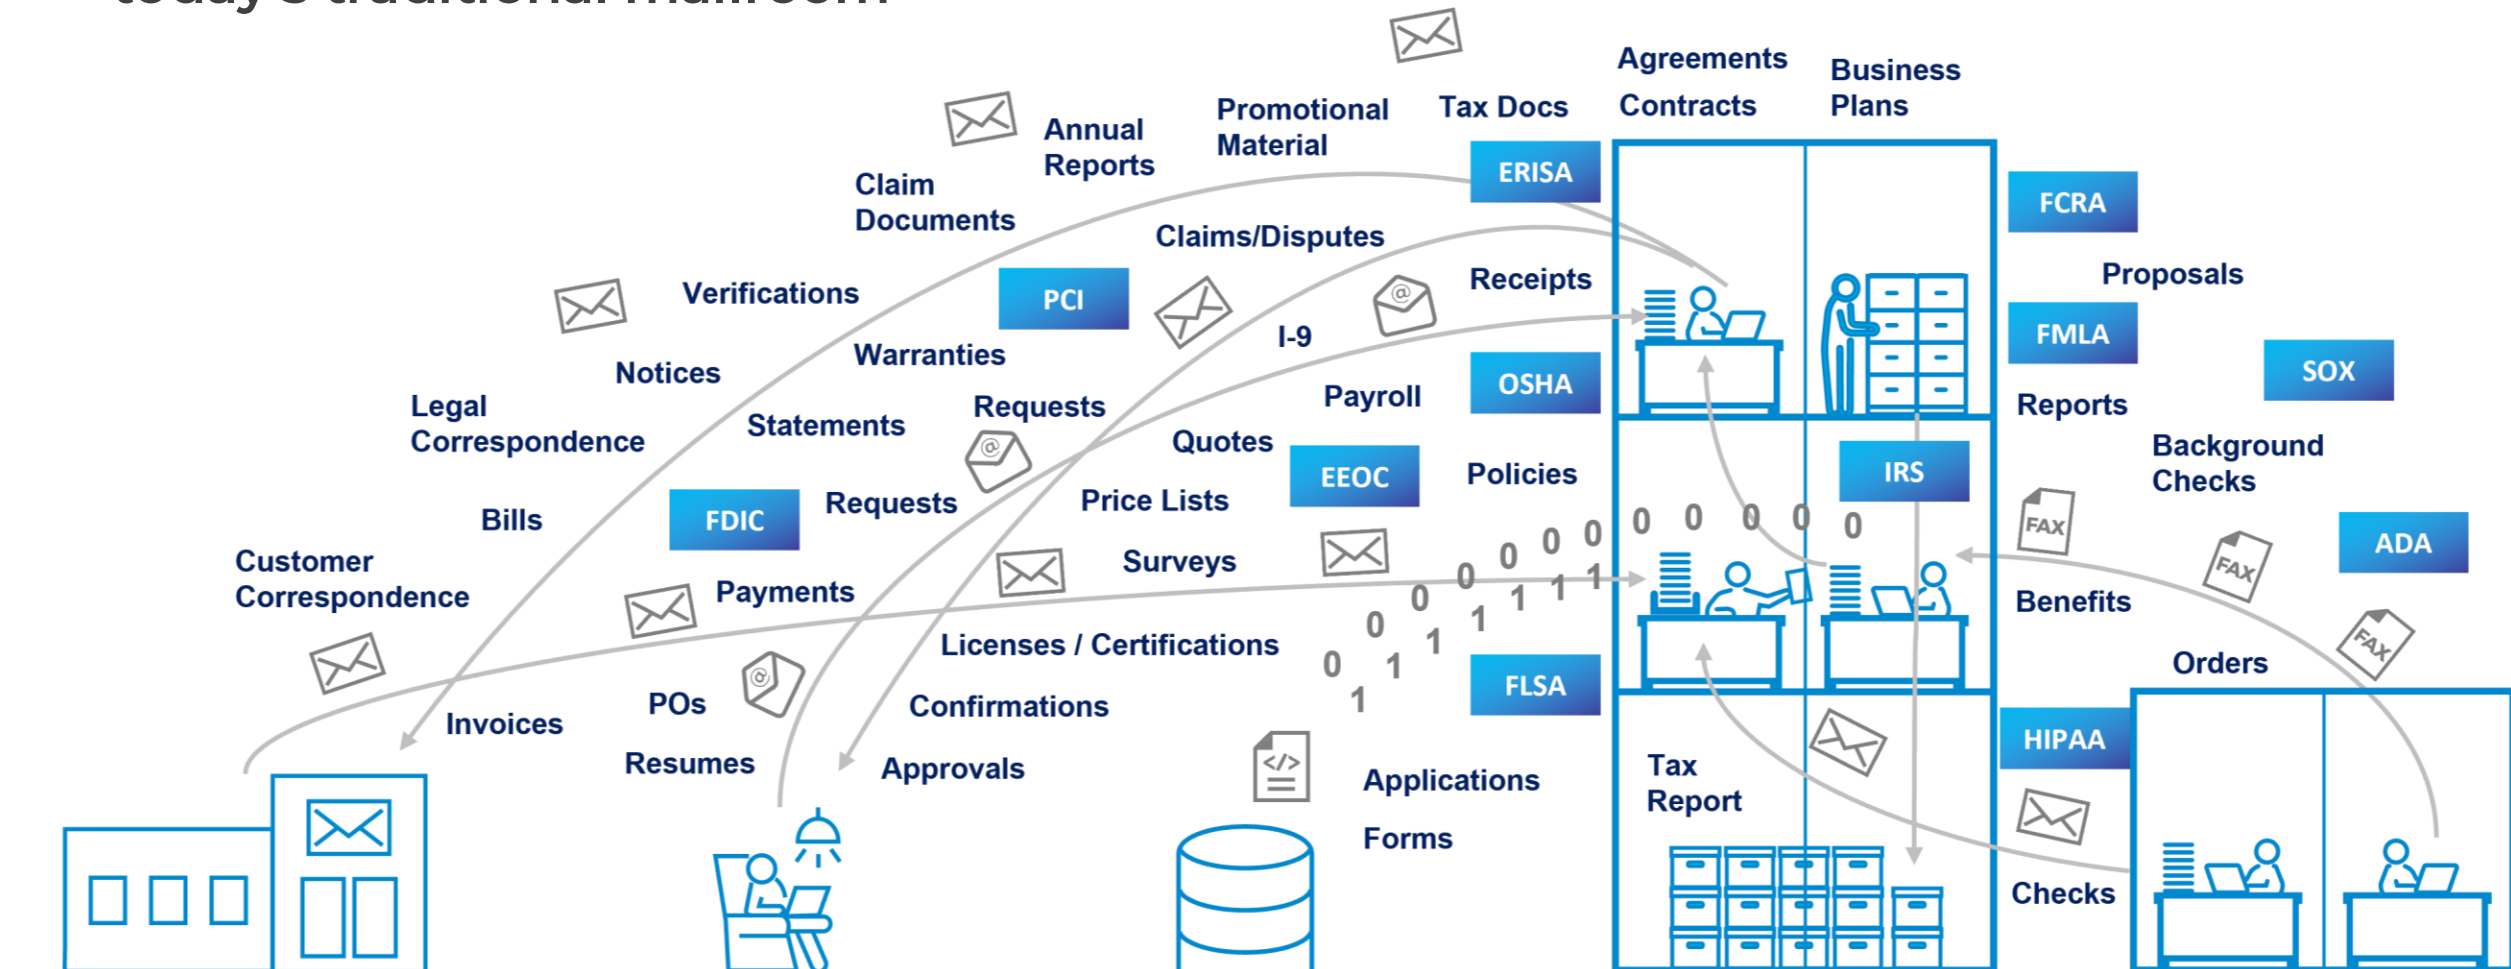 today's traditional mailroom
Agreements
Contracts
Business
Plans
Tax Docs
Promotional
Material
Annual
Reports
Claim
Documents
ERISA
FCRA
Claims/Disputes
Proposals
Receipts
Verifications
PCI
@
I-9
FMLA
Warranties
Notices
SOX
OSHA
Payroll
Reports
Legal
Correspondence
Requests
Statements
Quotes
@
Background
Checks
EEOC
Policies
IRS
Price Lists
Requests
Bills
FDIC
0 0 0 0 0 0 0 0 0 0 0 0 0
1 1 1 1 1 1 1 1
FAX
FAX
FAX
ADA
Customer
Correspondence
Surveys
Payments
Benefits
Licenses / Certifications
Orders
FLSA
@
POs
Confirmations
Invoices
HIPAA
Resumes
Approvals
</>
Applications
Forms
Tax
Report
Checks